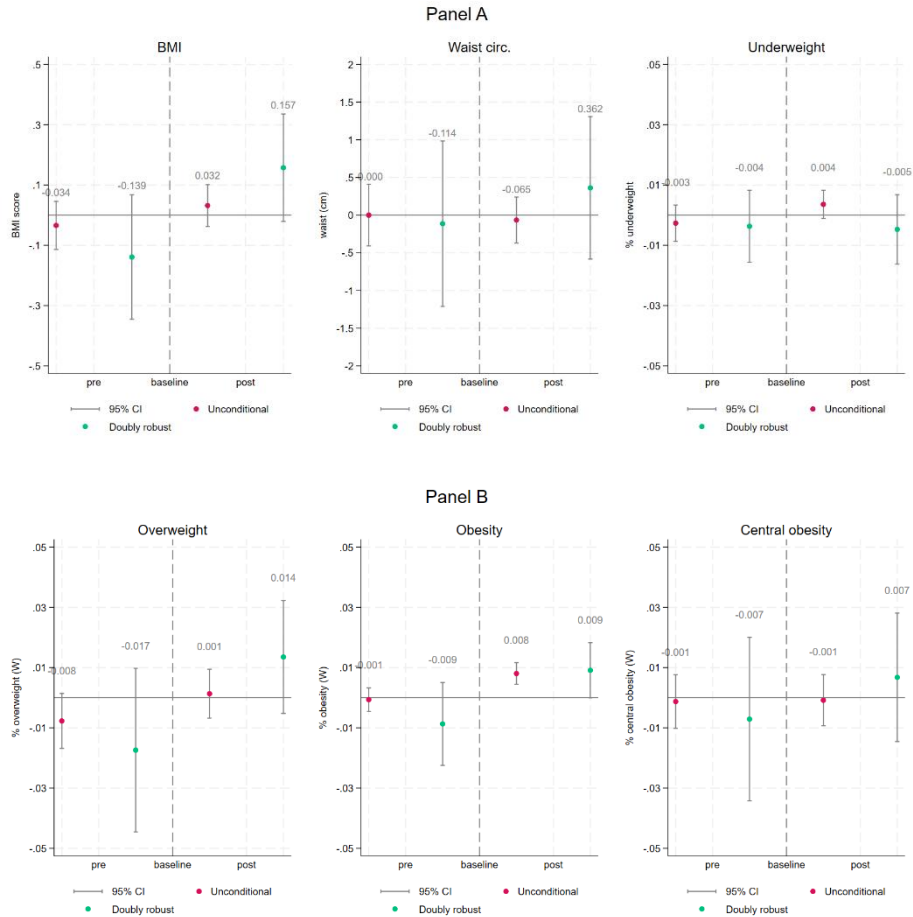 Panel A
BMI
.5
.3
.1
-.1
-.3
-.5
BMI score
-0.034
-0.139
0.032
0.157
pre
baseline
post
95% CI
Unconditional
Doubly robust
Waist circ.
2
1.5
1
.5
0
-.5
-1
-1.5
-2
waist (cm)
-0.000
-0.114
-0.065
0.362
pre
baseline
post
95% CI
Unconditional
Doubly robust
Underweight
.05
.03
.01
-.01
-.03
-.05
% underweight
-0.003
-0.004
0.004
-0.005
pre
baseline
post
95% CI
Unconditional
Doubly robust
Panel B
Overweight
.05
.03
.01
-.01
-.03
-.05
% overweight (W)
-0.008
-0.017
0.001
0.014
pre
baseline
post
95% CI
Unconditional
Doubly robust
Obesity
.05
.03
.01
-.01
-.03
-.05
% obesity (W)
-0.001
-0.009
0.008
0.009
pre
baseline
post
95% CI
Unconditional
Doubly robust
Central obesity
.05
.03
.01
-.01
-.03
-.05
% central obesity (W)
-0.001
-0.007
-0.001
0.007
pre
baseline
post
95% CI
Unconditional
Doubly robust